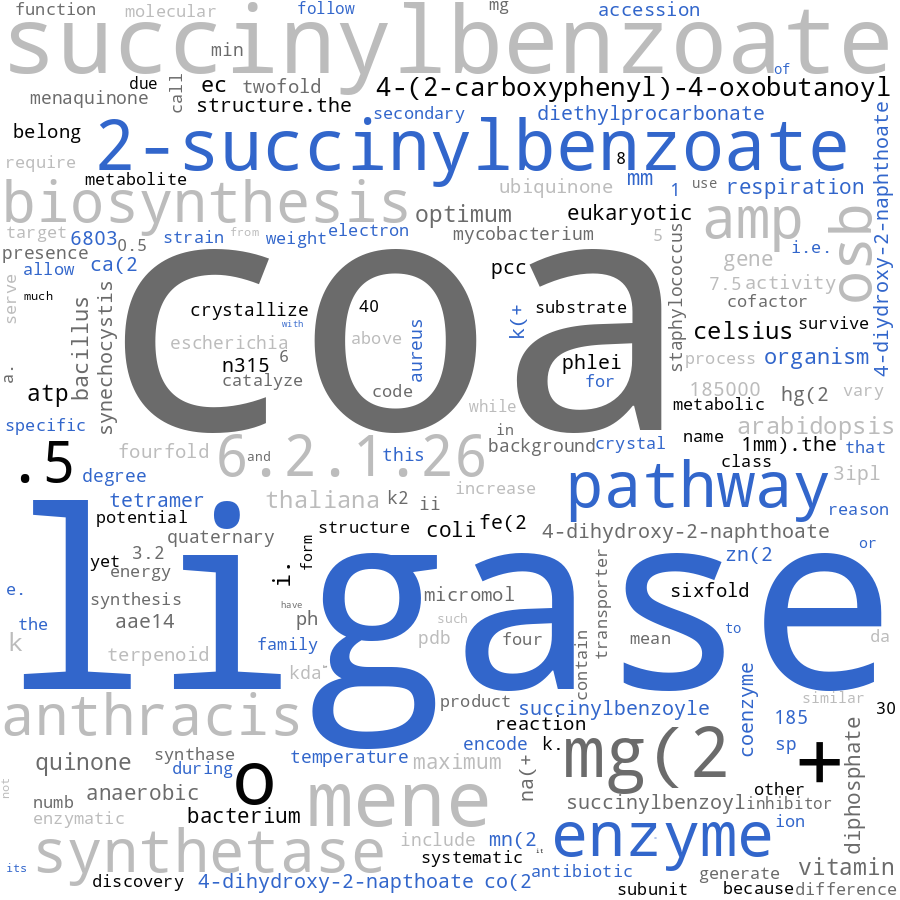 function molecular follow mg accession
succinylbenzoate
min of
menaquinone due call ec twofold 4-(2-carboxyphenyl)-4-oxobutanoyl
structure.the
belong secondary diethylprocarbonate
2-succinylbenzoate
require 8
metabolite ubiquinone mm 1 use respiration
4-diydroxy-2-naphthoate
biosynthesis optimum eukaryotic amp osb
target 6803 0.5 strain from weight electron mycobacterium 5 i.e.
presence gene
allow ca(2 pcc 7.5 activity
serve much crystallize 40 substrate cofactor
coa
bacillus synechocystis with k(+ staphylococcus celsius survive
escherichia above aureus process organism
a. n315 6 phlei
catalyze code for 185000 hg(2 vary
atp while metabolic
specific in arabidopsis
fourfold 6.2.1.26 and this background crystal name 1mm).the that
.5 degree class
pathway 3ipl
tetramer thaliana k2 ii increase reason
potential structure coli fe(2 4-dihydroxy-2-naphthoate
quaternary or
yet 3.2 form zn(2
energy i. transporter
ligase
e. synthesis have micromol sixfold
the aae14 ph such to
k family pdb four contain mean da
terpenoid kda
similar
anthracis product succinylbenzoyle coenzyme 185 30
reaction
quinone synthase temperature encode k. mg(2 sp +
during o maximum na(+ diphosphate
not anaerobic mene other
numb bacterium succinylbenzoyl inhibitor
enzymatic enzyme ion
synthetase include mn(2
its systematic it antibiotic generate vitamin
discovery 4-dihydroxy-2-napthoate co(2 subunit because difference